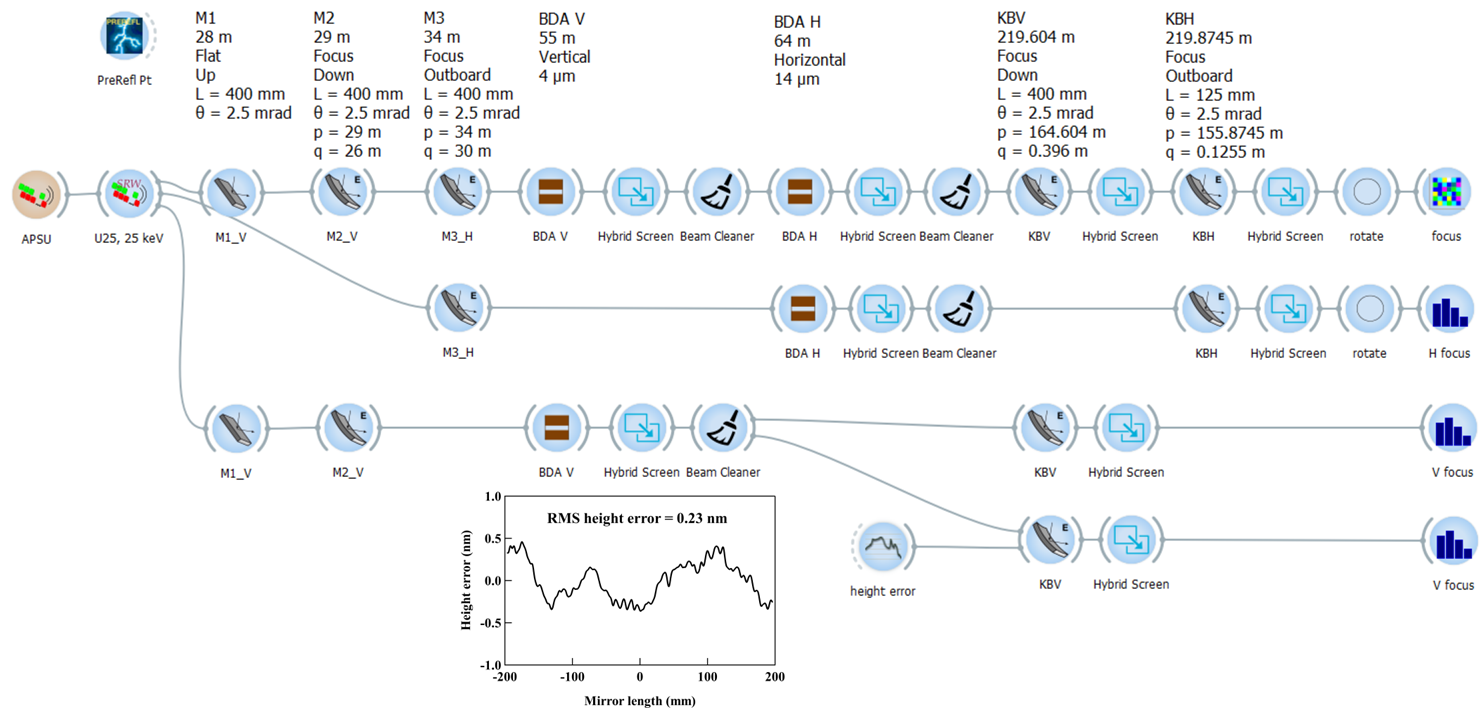 PREREFL
PreRefl Pt
M1
28 m
Flat
Up
L = 400 mm
θ = 2.5 mrad
M2
29 m
Focus
Down
L = 400 mm
θ = 2.5 mrad
p = 29 m
q = 26 m
M3
34 m
Focus
Outboard
L = 400 mm
θ = 2.5 mrad
p = 34 m
q = 30 m
BDA V
55 m
Vertical
4 µm
BDA H
64 m
Horizontal
14 µm
KBV
219.604 m
Focus
Down
L = 400 mm
θ = 2.5 mrad
p = 164.604 m
q = 0.396 m
KBH
219.8745 m
Focus
Outboard
L = 125 mm
θ = 2.5 mrad
p = 155.8745 m
q = 0.1255 m
SRW E E E E
APSU U25, 25 keV M1_V M2_V M3_H BDA V Hybrid Screen Beam Cleaner BDA H Hybrid Screen Beam Cleaner KBV Hybrid Screen KBH Hybrid Screen rotate focus
E E
M3_H BDA H Hybrid Screen Beam Cleaner KBH Hybrid Screen rotate H focus
E E
M1_V M2_V BDA V Hybrid Screen Beam Cleaner KBV Hybrid Screen V focus
E
height error KBV Hybrid Screen V focus
RMS height error = 0.23 nm
Height error (nm)
1.0
0.5
0.0
-0.5
-1.0
-200 -100 0 100 200
Mirror length (mm)